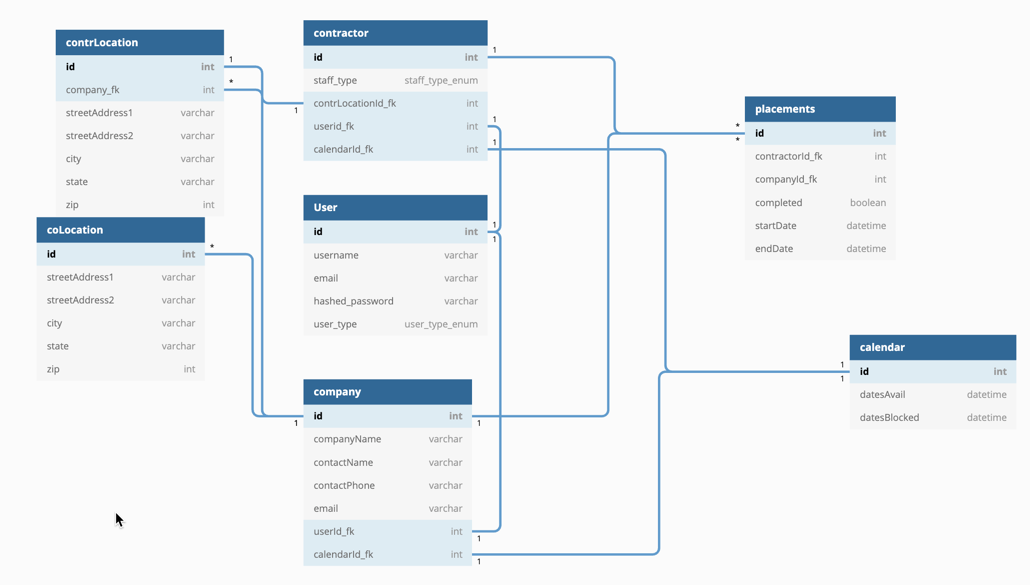 contrLocation
id int
company_fk int
streetAddress1 varchar
streetAddress2 varchar
city varchar
state varchar
zip int
coLocation
id int
streetAddress1 varchar
streetAddress2 varchar
city varchar
state varchar
zip int
contractor
id int
staff_type staff_type_enum
contrLocationId_fk int
userid_fk int
calendarId_fk int
User
id int
username varchar
email varchar
hashed_password varchar
user_type user_type_enum
company
id int
companyName varchar
contactName varchar
contactPhone varchar
email varchar
userId_fk int
calendarId_fk int
placements
id int
contractorId_fk int
companyId_fk int
completed boolean
startDate datetime
endDate datetime
calendar
id int
datesAvail datetime
datesBlocked datetime
1
*
1
*
1
1
1
1
1
1
1
1
1
*
*
1
1